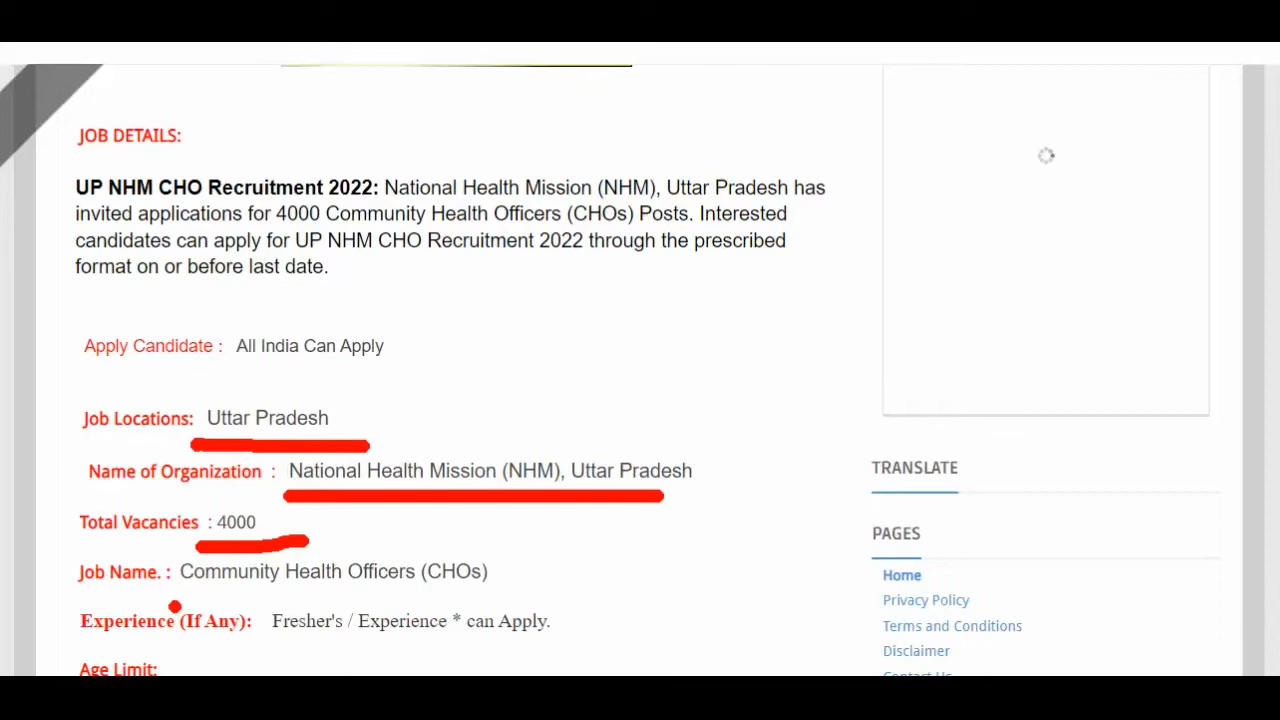 JOB DETAILS:
UP NHM CHO Recruitment 2022: National Health Mission (NHM), Uttar Pradesh has
invited applications for 4000 Community Health Officers (CHOs) Posts. Interested
candidates can apply for UP NHM CHO Recruitment 2022 through the prescribed
format on or before last date.
Apply Candidate : All India Can Apply
Job Locations: Uttar Pradesh
Name of Organization : National Health Mission (NHM), Uttar Pradesh
Total Vacancies : 4000
Job Name. : Community Health Officers (CHOs)
Experience (If Any): Fresher's / Experience * can Apply.
Age Limit:
TRANSLATE
PAGES
Home
Privacy Policy
Terms and Conditions
Disclaimer
Contact Us